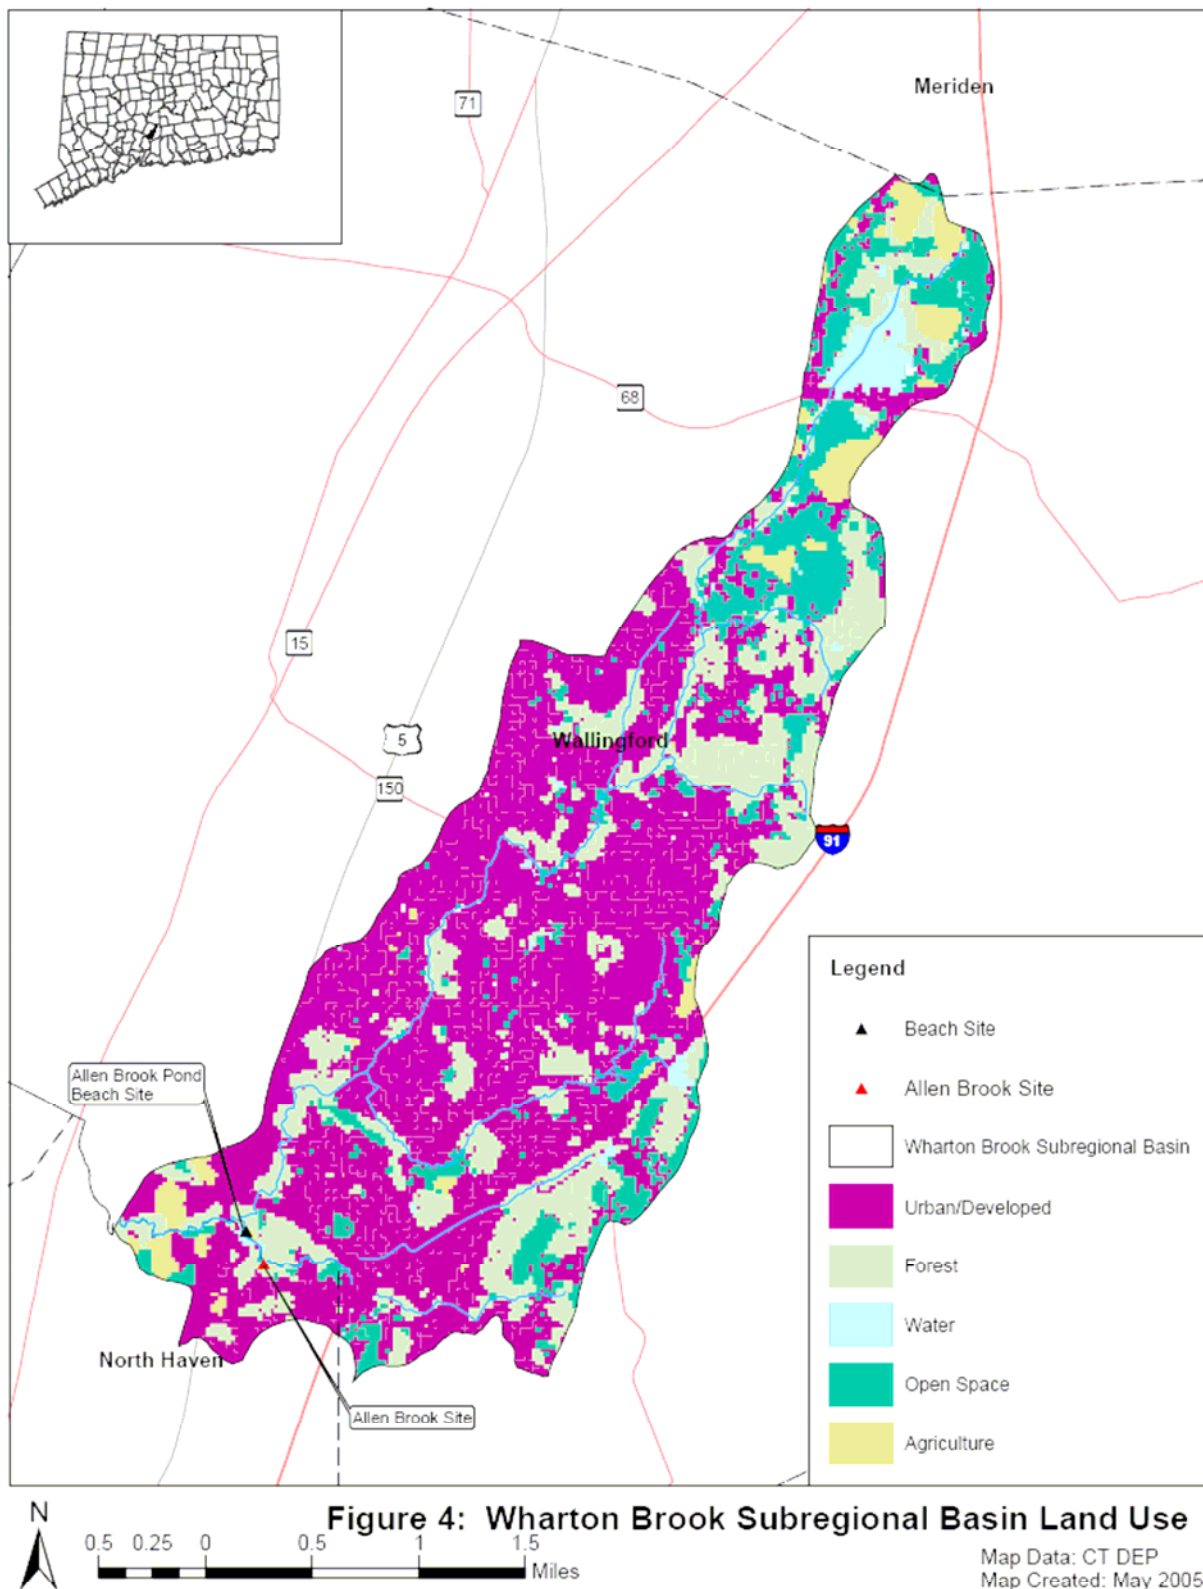 Meriden
71
68
15
5
Wallingford
150
91
Allen Brook Pond
Beach Site
North Haven
Allen Brook Site
Legend
Beach Site
Allen Brook Site
Wharton Brook Subregional Basin
Urban/Developed
Forest
Water
Open Space
Agriculture
N
Figure 4: Wharton Brook Subregional Basin Land Use
0.5 0.25 0 0.5 1 1.5
Miles
Map Data: CT DEP
Map Created: May 2005